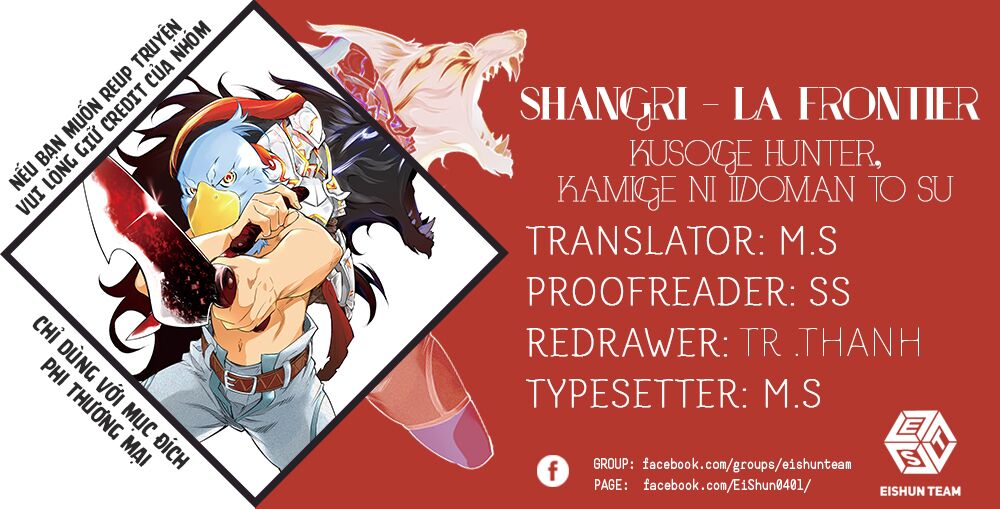 NẾU BẠN MUỐN REUP TRUYỆN
VUI LÒNG GIỮ CREDIT CỦA NHÓM
CHỈ DÙNG VỚI MỤC ĐÍCH
PHI THƯƠNG MẠI
SHANGRI - LA FRONTIER
KUSOGE HUNTER,
KAMIGE NI IIDOMAN TO SU
TRANSLATOR: M.S
PROOFREADER: SS
REDRAWER: TR .THANH
TYPESETTER: M.S
GROUP: facebook.com/groups/eishunteam
PAGE: facebook.com/EiShun0401/
EISH
EISHUN TEAM